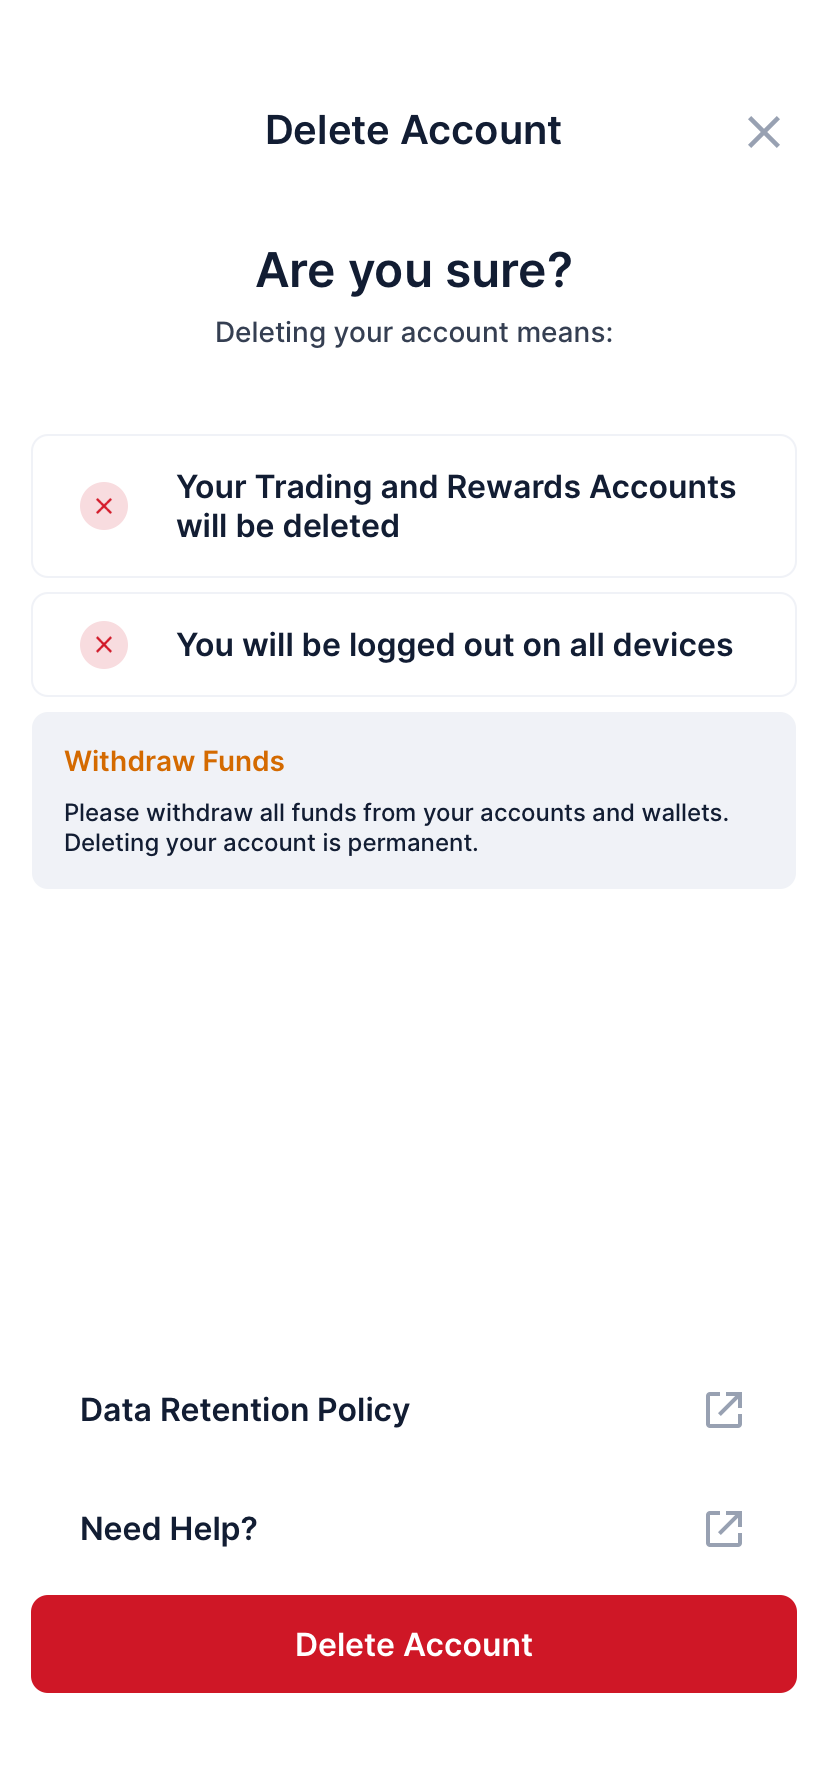 Delete Account
Are you sure?
Deleting your account means:
Your Trading and Rewards Accounts
will be deleted
You will be logged out on all devices
Withdraw Funds
Please withdraw all funds from your accounts and wallets.
Deleting your account is permanent.
Data Retention Policy
Need Help?
Delete Account